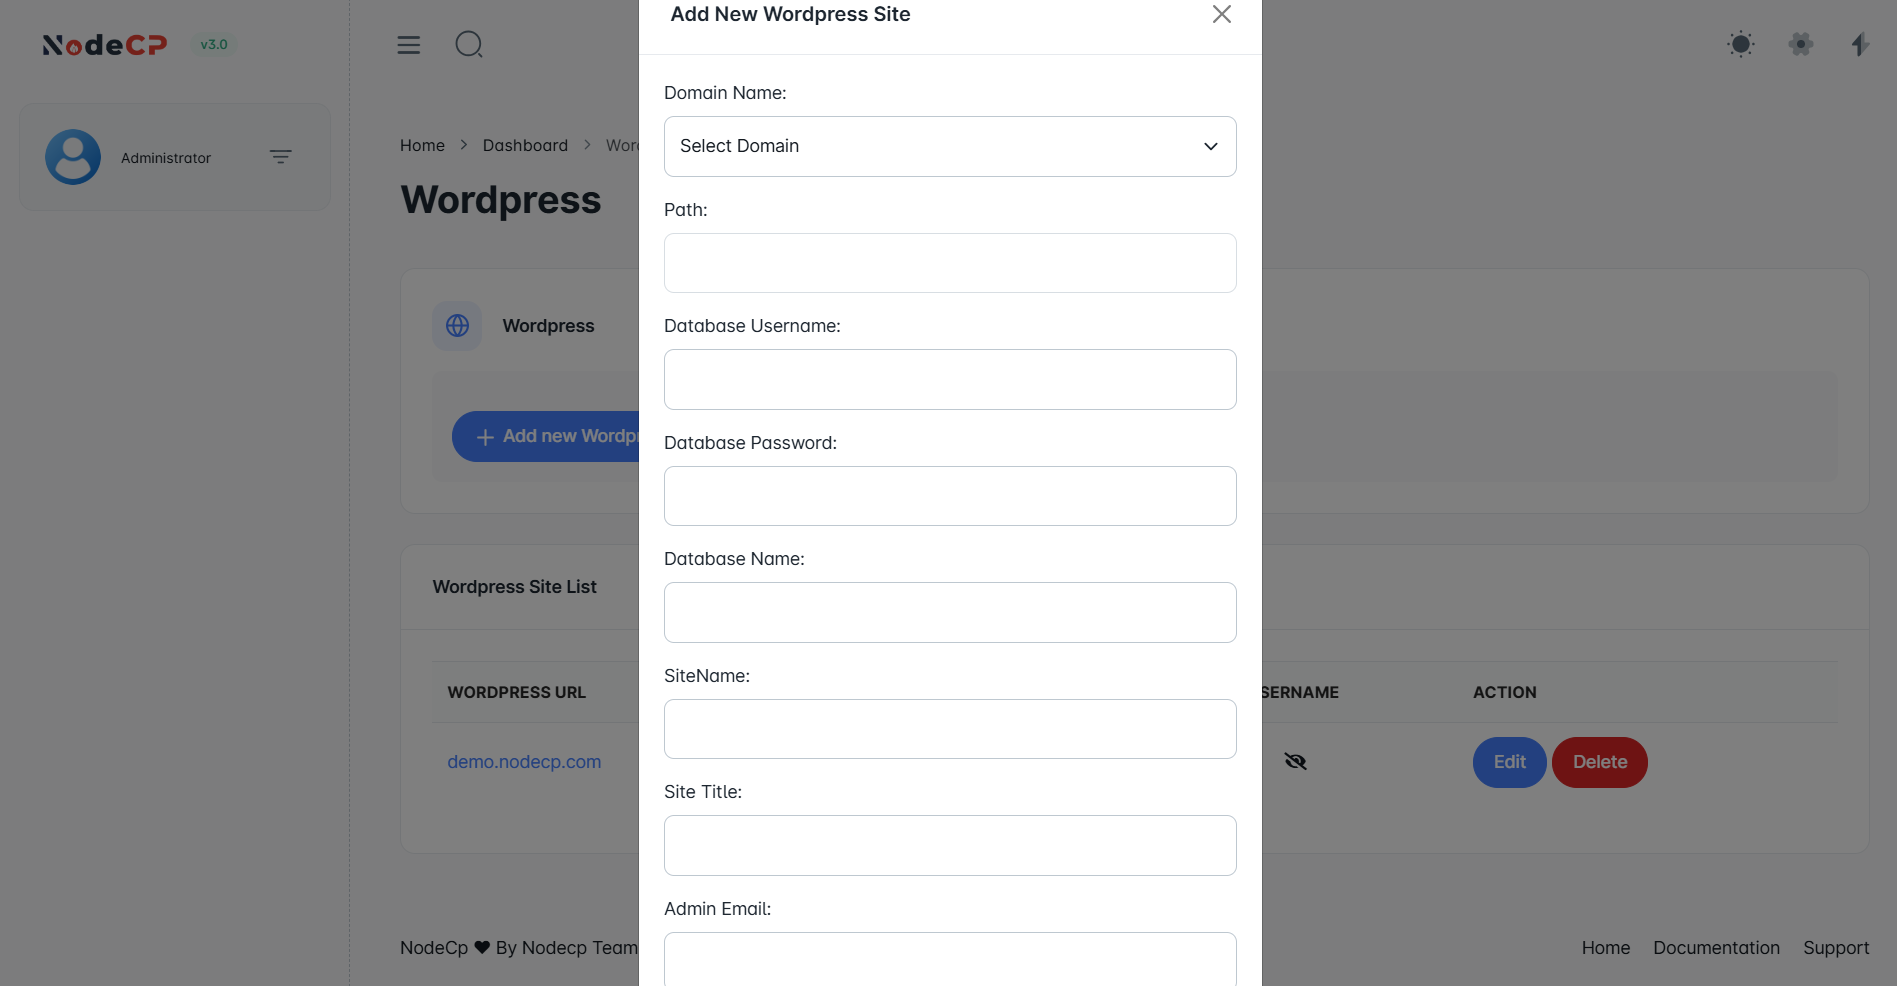 NodeCP
v3.0
Administrator
Home
Dashboard
Wordpress
Wordpress
Add new Wordpr
Wordpress Site List
WORDPRESS URL
SERNAME
ACTION
demo.nodecp.com
Edit
Delete
NodeCp ♥ By Nodecp Team
Home
Documentation
Support
Add New Wordpress Site
Domain Name:
Select Domain
Path:
Database Username:
Database Password:
Database Name:
SiteName:
Site Title:
Admin Email: